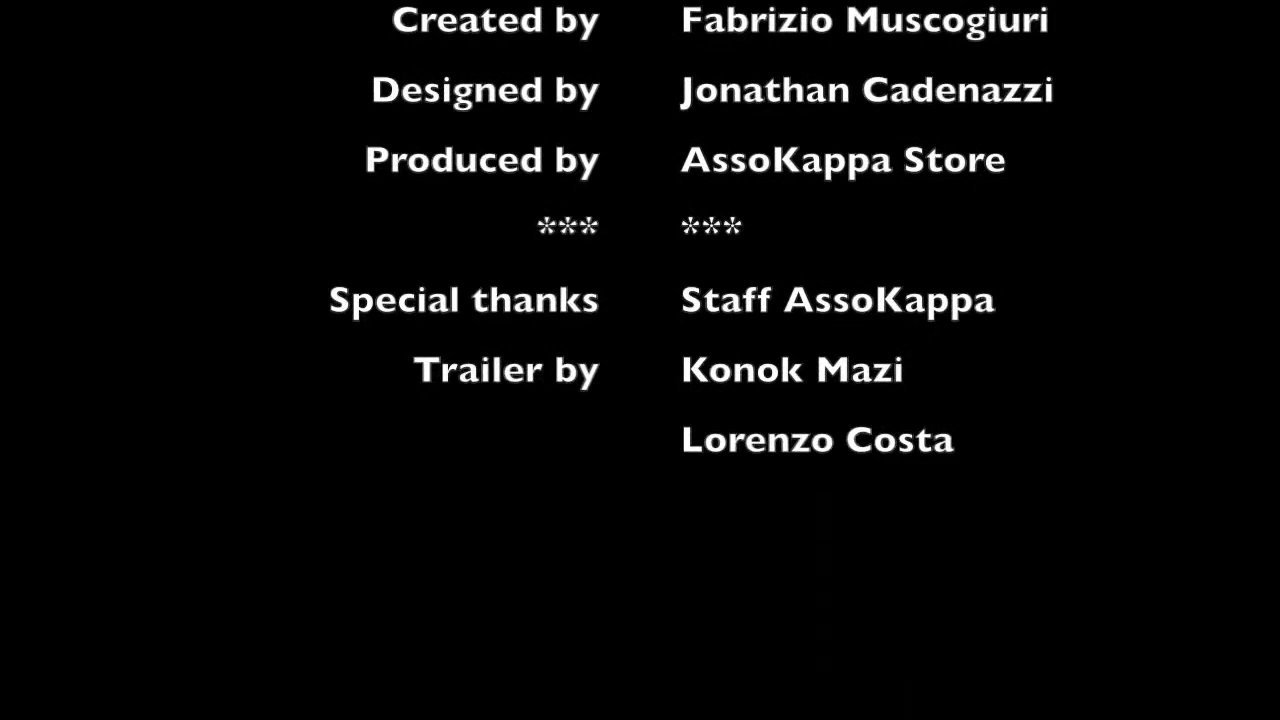 Created by Fabrizio Muscogiuri
Designed by Jonathan Cadenazzi
Produced by AssoKappa Store
*** ***
Special thanks Staff AssoKappa
Trailer by Konok Mazi
Lorenzo Costa